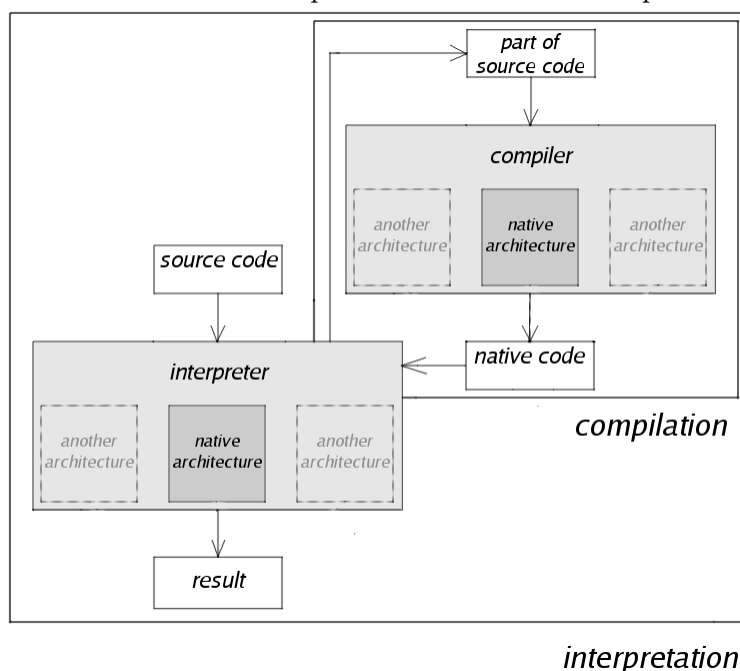 part of
source code
compiler
another
architecture
native
architecture
another
architecture
source code
native code
interpreter
compilation
another
architecture
native
architecture
another
architecture
result
interpretation